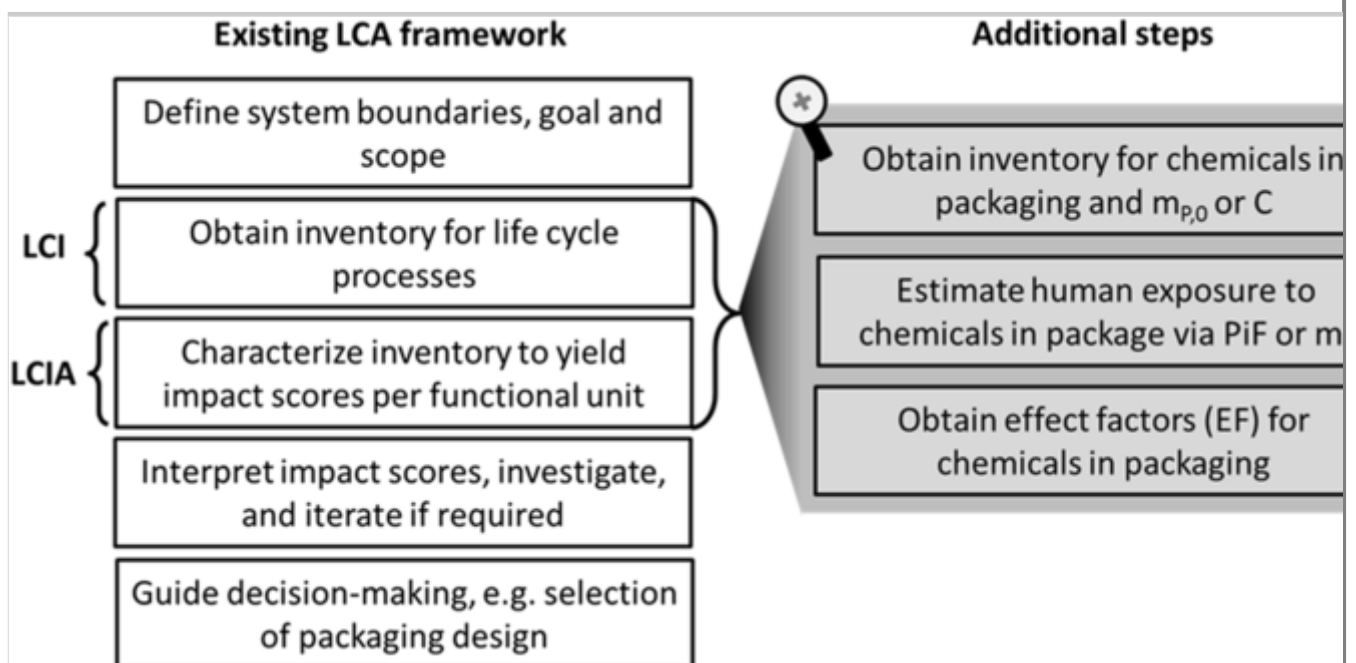 Existing LCA framework
Additional steps
Define system boundaries, goal and
scope
LCI
Obtain inventory for life cycle
processes
LCIA
Characterize inventory to yield
impact scores per functional unit
Interpret impact scores, investigate,
and iterate if required
Guide decision-making, e.g. selection
of packaging design
Obtain inventory for chemicals in
packaging and mP,0 or C
Estimate human exposure to
chemicals in package via PiF or m
Obtain effect factors (EF) for
chemicals in packaging